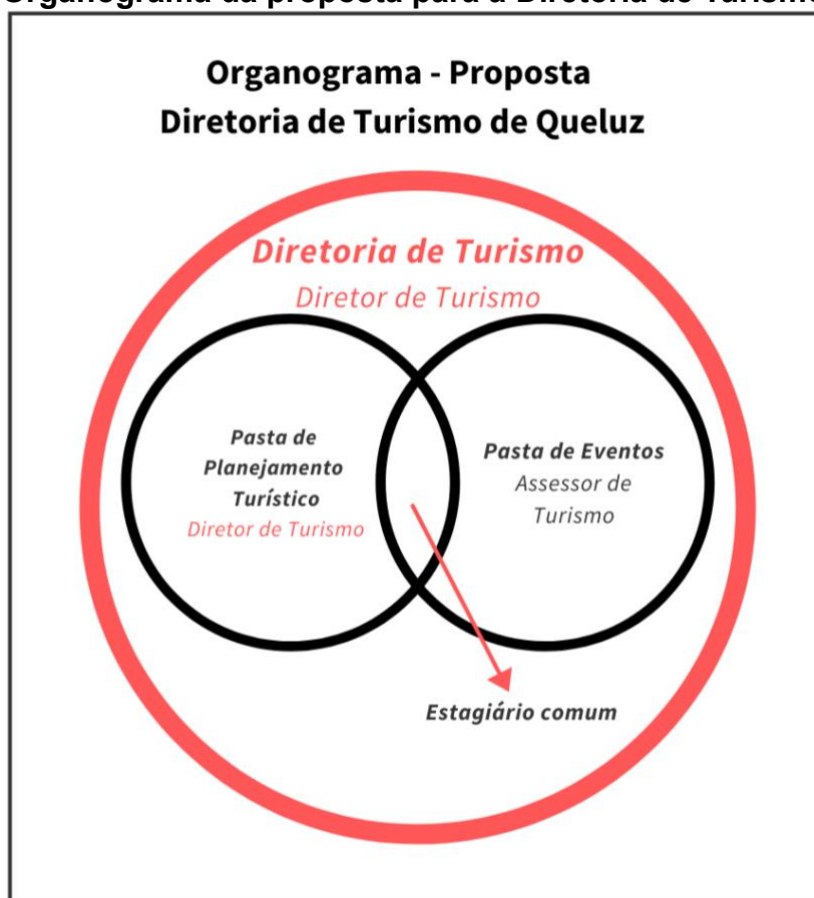 Organograma da proposta para a Diretoria de Turismo
Organograma - Proposta
Diretoria de Turismo de Queluz
Diretoria de Turismo
Diretor de Turismo
Pasta de
Planejamento
Turístico
Diretor de Turismo
Pasta de Eventos
Assessor de
Turismo
Estagiário comum